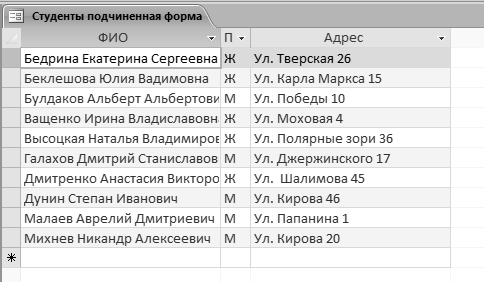 Студенты подчиненная форма
ФИО П Адрес
Бедрина Екатерина Сергеевна Ж Ул. Тверская 26
Беклешова Юлия Вадимовна Ж Ул. Карла Маркса 15
Булдаков Альберт Альбертови М Ул. Победы 10
Ващенко Ирина Владиславовн Ж Ул. Моховая 4
Высоцкая Наталья Владимиров Ж Ул. Полярные зори 36
Галахов Дмитрий Станиславов М Ул. Джержинского 17
Дмитренко Анастасия Викторо Ж Ул. Шалимова 45
Дунин Степан Иванович М Ул. Кирова 46
Малаев Аврелий Дмитриевич М Ул. Папанина 1
Михнев Никандр Алексеевич М Ул. Кирова 20